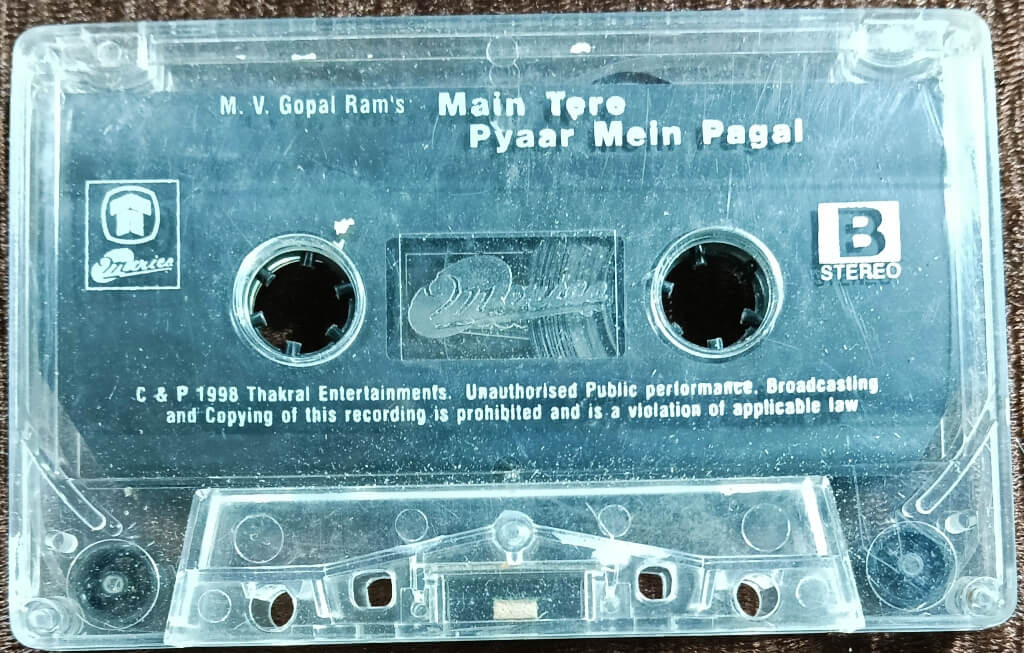 M. V. Gopal Ram's Main Tere
Pyaar Mein Pagal
B
STEREO
C & P 1998 Thakral Entertainments. Unauthorised Public performance, Broadcasting
and Copying of this recording is prohibited and is a violation of applicable law